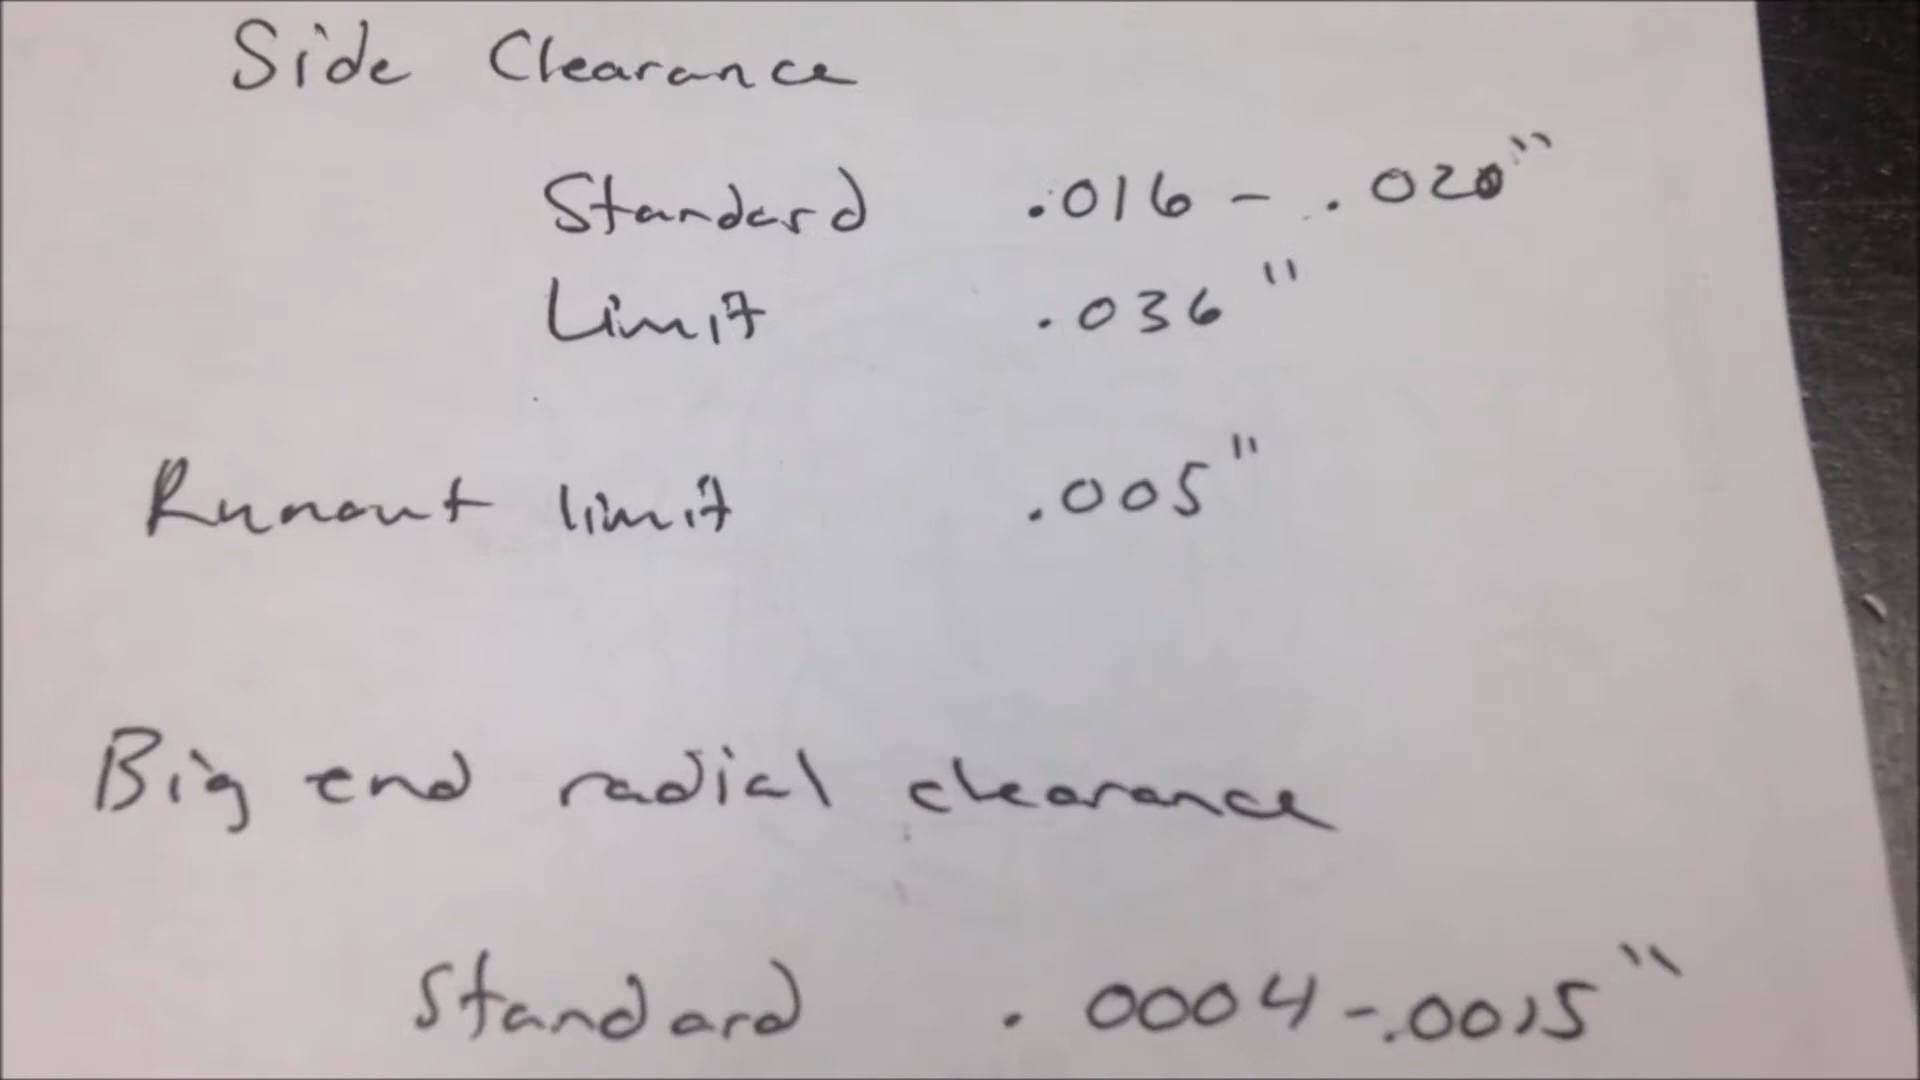 Side Clearance
Standard .016 - .020"
Limit .036"
Runout limit .005"
Big end radial clearance
Standard .0004-.0015"